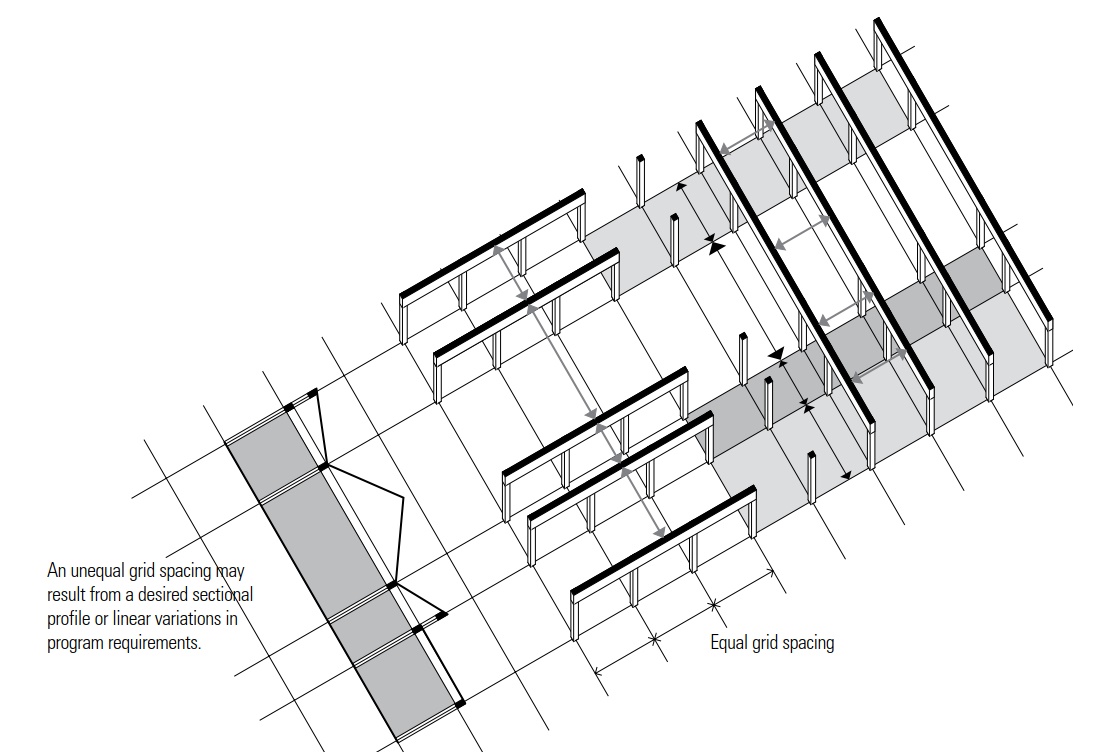 An unequal grid spacing may
result from a desired sectional
profile or linear variations in
program requirements.
Equal grid spacing